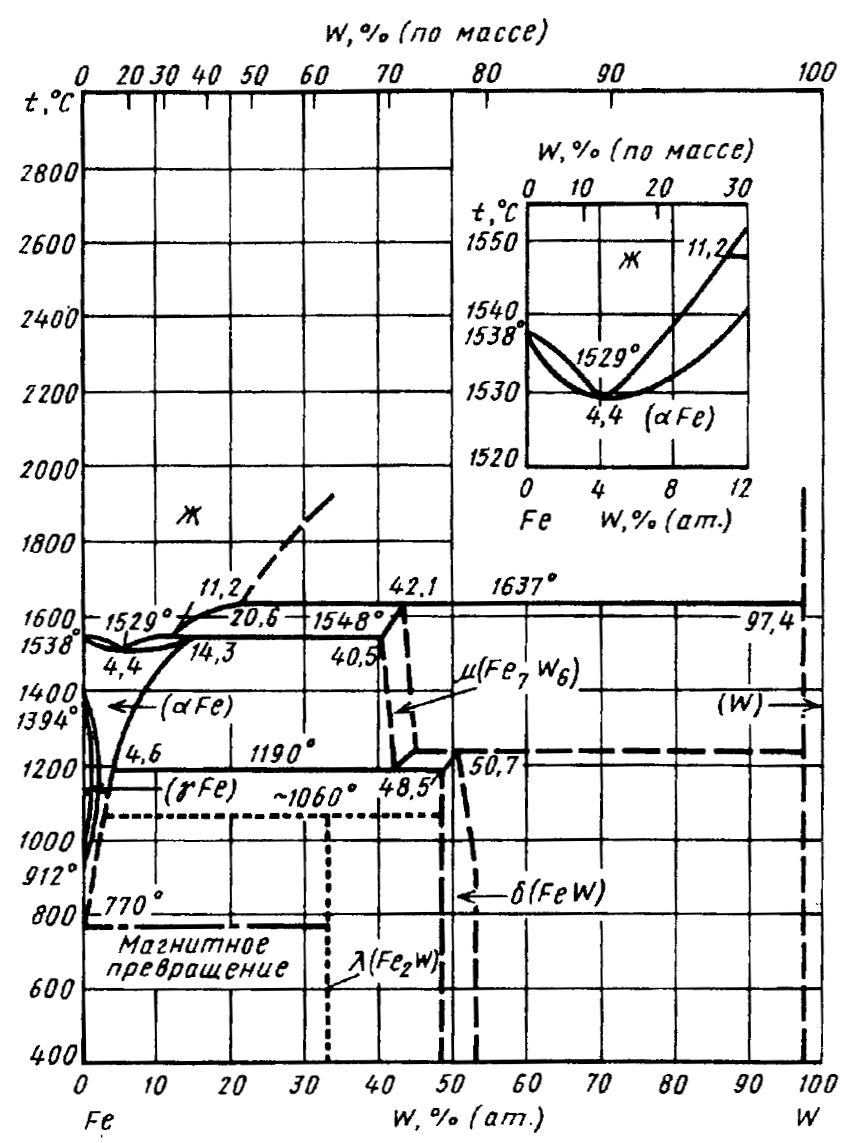 W, % (по массе)
0 20 30 40 50 60 70 80 90 100
t, °C
2800
2600
2400
2200
2000
1800
1600
1538°
1400
1394°
1200
1000
912°
800
600
400
W, % (по массе)
0 10 20 30
t, °C
1550
1540
1538°
1530
1520
Ж
11,2
1529°
4,4 (αFe)
0 4 8 12
Fe W, % (ат.)
Ж
11,2 42,1 1637°
1529° 20,6 1548° 97,4
4,4 14,3 40,5
μ(Fe7W6)
(αFe) (W)
4,6 1190° 50,7
(γFe) ~1060° 48,5
δ(FeW)
770°
Магнитное
превращение
λ(Fe2W)
0 10 20 30 40 50 60 70 80 90 100
Fe W, % (ат.) W